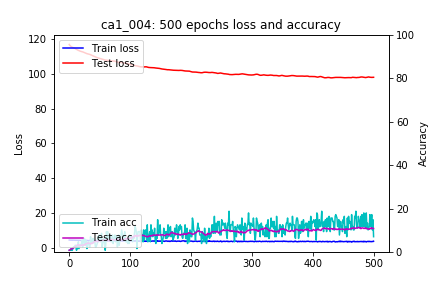 ca1_004: 500 epochs loss and accuracy
120
100
80
60
40
20
0
Loss
100
80
60
40
20
0
Accuracy
Train loss
Test loss
Train acc
Test acc
0 100 200 300 400 500